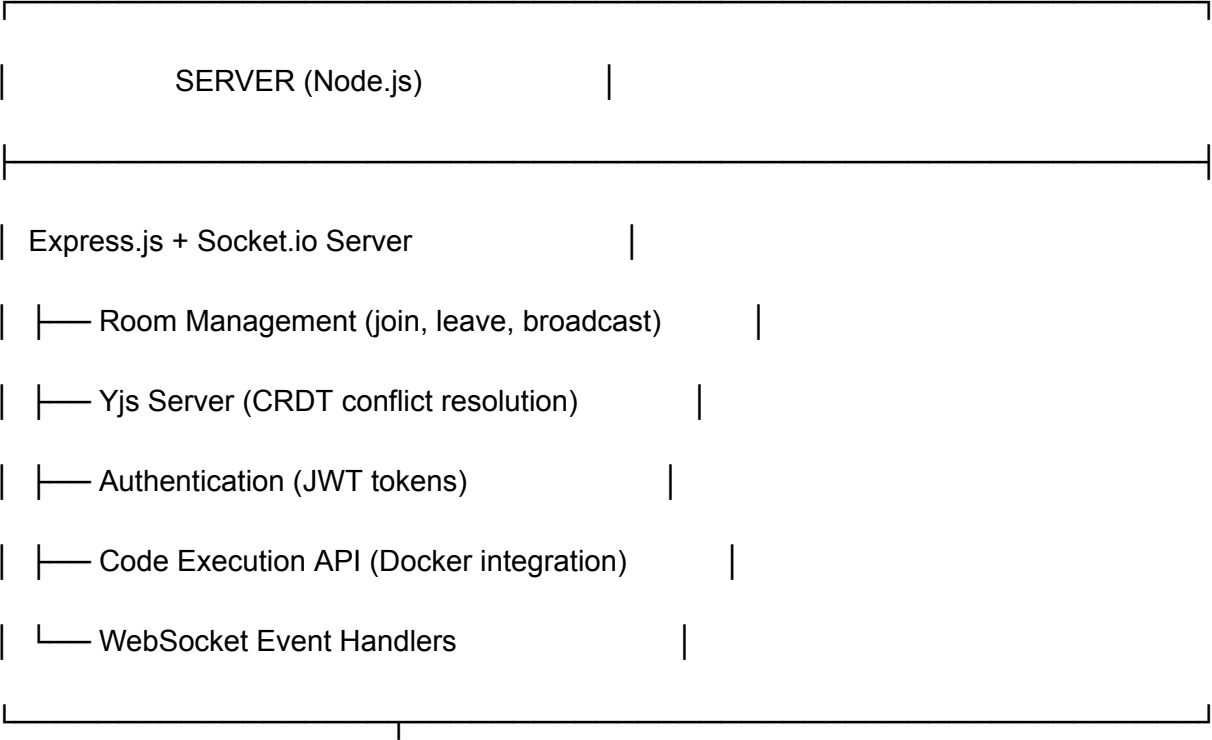 SERVER (Node.js)
Express.js + Socket.io Server
├── Room Management (join, leave, broadcast)
├── Yjs Server (CRDT conflict resolution)
├── Authentication (JWT tokens)
├── Code Execution API (Docker integration)
└── WebSocket Event Handlers